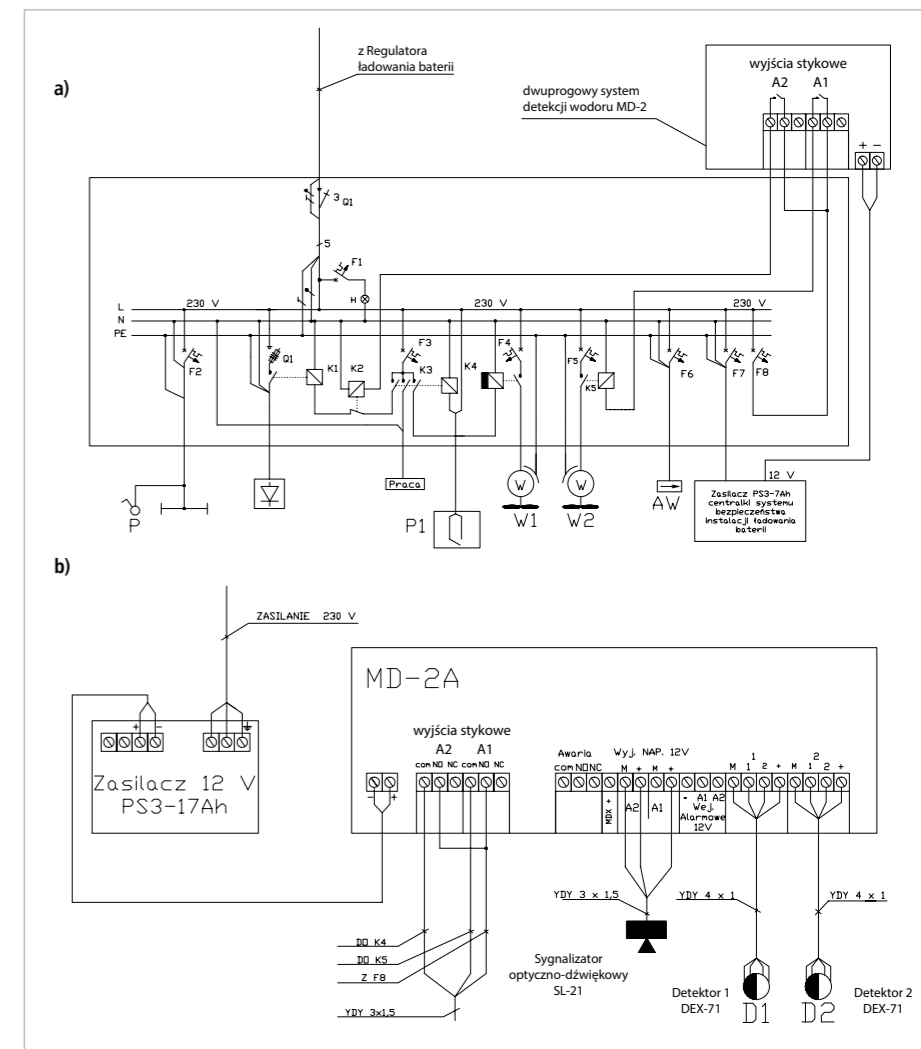 a)
z Regulatora
ładowania baterii
dwuprogowy system
detekcji wodoru MD-2
wyjścia stykowe
A2 A1
+ -
3 Q1
5
F1
H
L 230 V 230 V 230 V
N
PE
F2
Q1
K1
K2
F3
K3
K4
F4
F5
K5
F6
F7
F8
P
Praca
P1
W
W1
W
W2
AW
12 V
Zasilacz PS3-7Ah
centralki systemu
bezpieczeństwa
instalacji ładowania
baterii
b)
ZASILANIE 230 V
+ -
Zasilacz 12 V
PS3-17Ah
MD-2A
wyjścia stykowe
A2 A1
com NO NC com NO NC
- +
Awaria
com NO NC
MDX +
Wyj. NAP. 12V
M + M +
A2 A1
- A1 A2
Wej.
Alarmowe
12V
1
M 1 2 +
2
M 1 2 +
DO K4
DO K5
Z F8
YDY 3x1,5
YDY 3 x 1,5
Sygnalizator
optyczno-dźwiękowy
SL-21
YDY 4 x 1
YDY 4 x 1
Detektor 1
DEX-71
D1
D2
Detektor 2
DEX-71